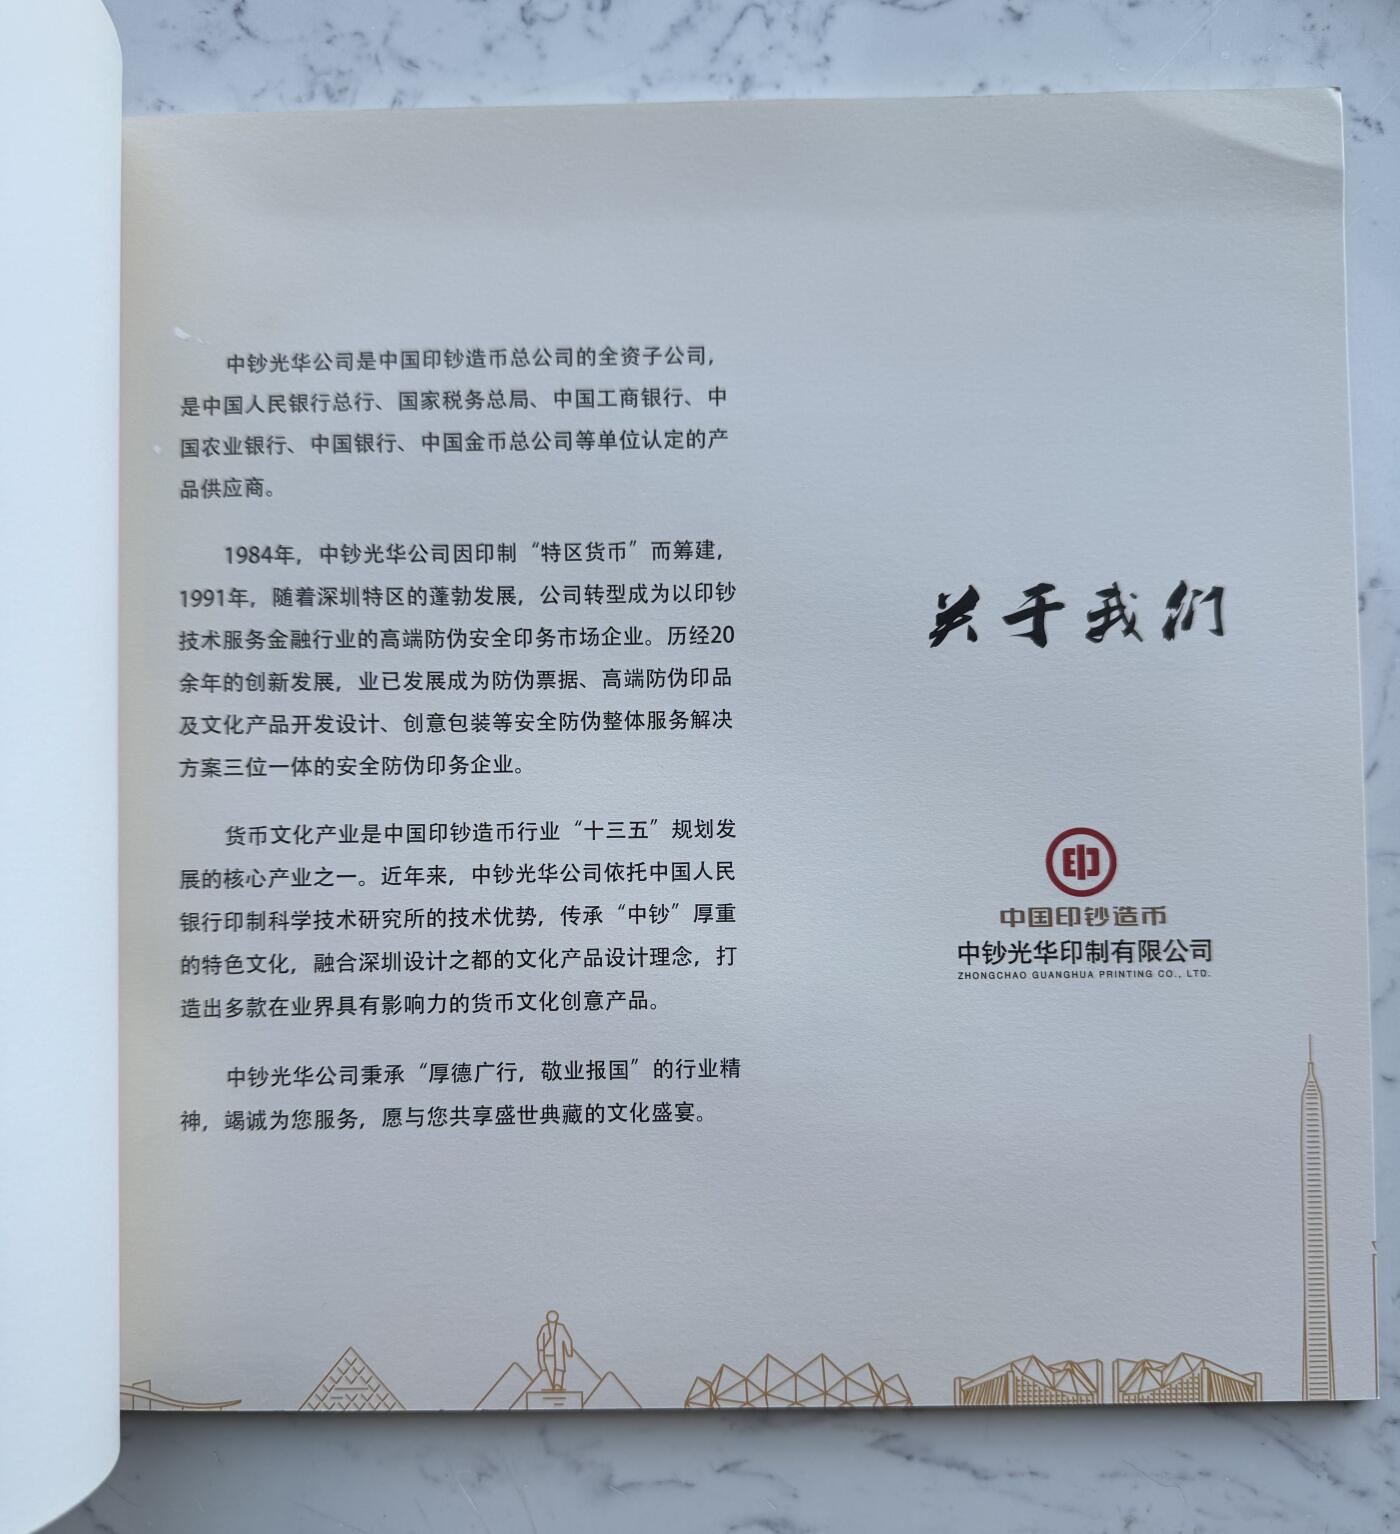 中钞光华公司是中国印钞造币总公司的全资子公司，
是中国人民银行总行、国家税务总局、中国工商银行、中
国农业银行、中国银行、中国金币总公司等单位认定的产
品供应商。
1984年，中钞光华公司因印制“特区货币”而筹建，
1991年，随着深圳特区的蓬勃发展，公司转型成为以印钞
技术服务金融行业的高端防伪安全印务市场企业。历经20
余年的创新发展，业已发展成为防伪票据、高端防伪印品
及文化产品开发设计、创意包装等安全防伪整体服务解决
方案三位一体的安全防伪印务企业。
货币文化产业是中国印钞造币行业“十三五”规划发
展的核心产业之一。近年来，中钞光华公司依托中国人民
银行印制科学技术研究所的技术优势，传承“中钞”厚重
的特色文化，融合深圳设计之都的文化产品设计理念，打
造出多款在业界具有影响力的货币文化创意产品。
中钞光华公司秉承“厚德广行，敬业报国”的行业精
神，竭诚为您服务，愿与您共享盛世典藏的文化盛宴。
关于我们
印
中国印钞造币
中钞光华印制有限公司
ZHONGCHAO GUANGHUA PRINTING CO., LTD.